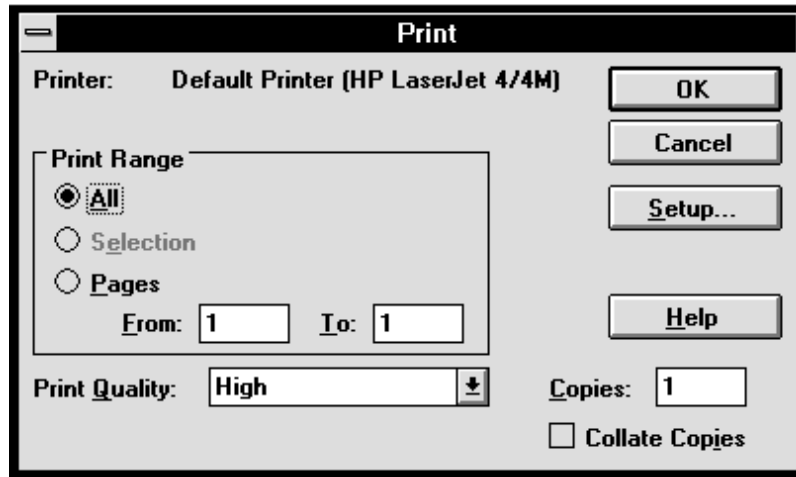 Print
Printer: Default Printer (HP LaserJet 4/4M)
OK
Cancel
Print Range
All
Setup...
Selection
Pages
From: 1 To: 1
Help
Print Quality: High
Copies: 1
Collate Copies